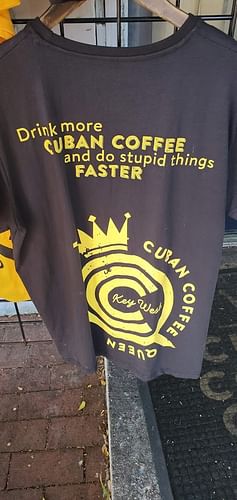 Drink more
CUBAN COFFEE
and do stupid things
FASTER
CUBAN COFFEE
QUEEN
Key West